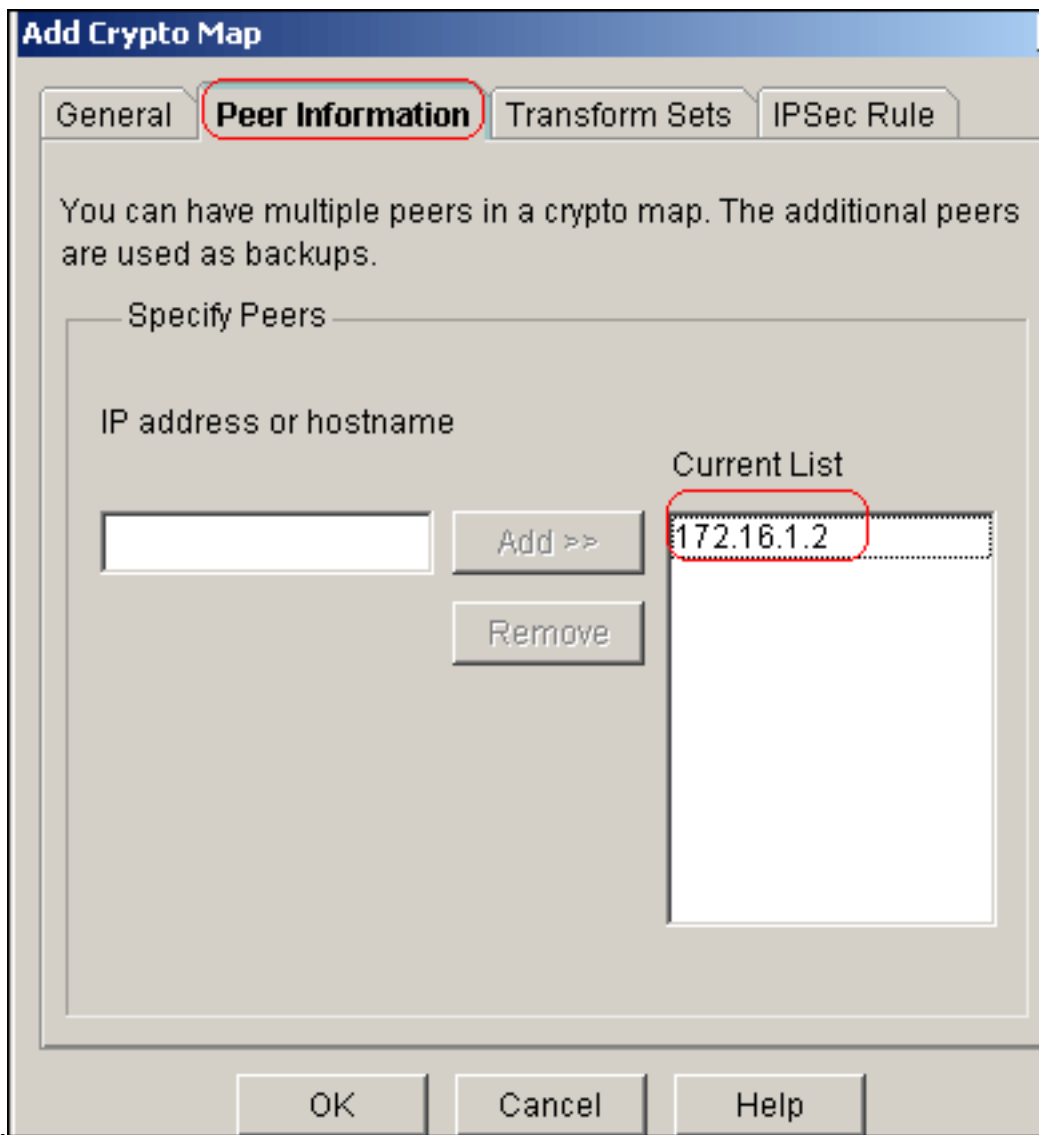 Add Crypto Map
General Peer Information Transform Sets IPSec Rule
You can have multiple peers in a crypto map. The additional peers
are used as backups.
Specify Peers
IP address or hostname
Current List
Add >>
172.16.1.2
Remove
OK Cancel Help